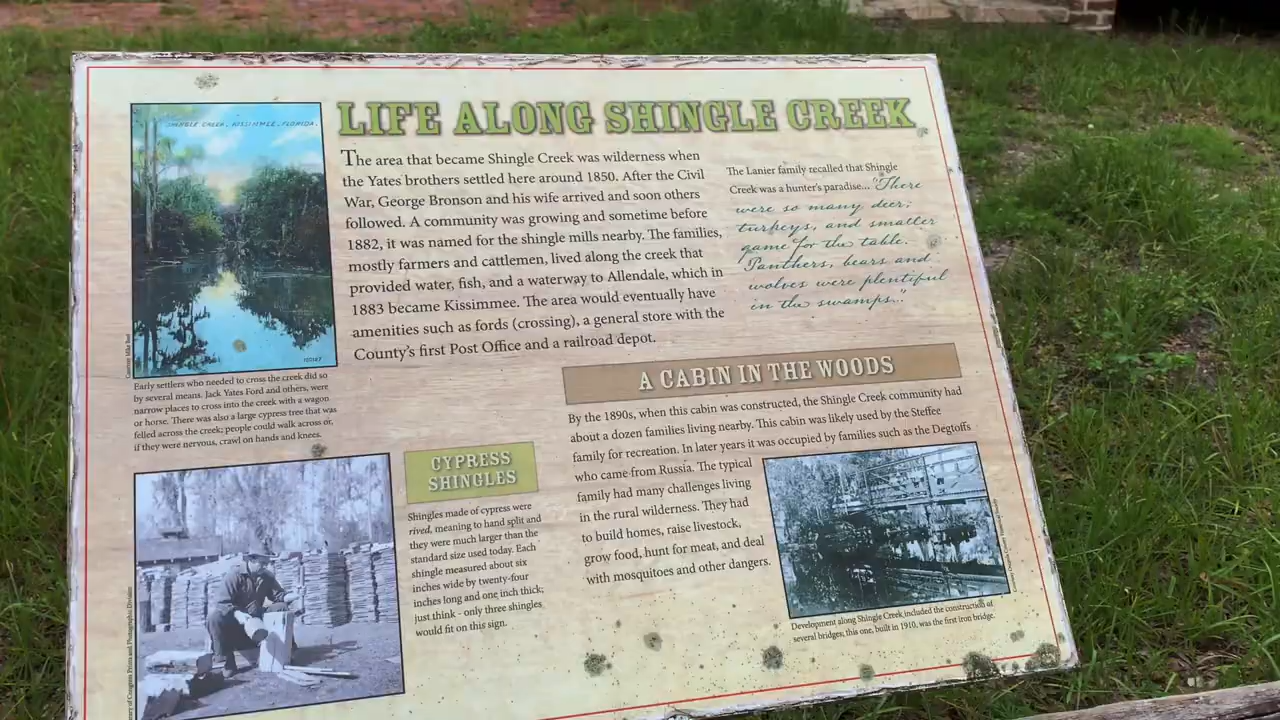 LIFE ALONG SHINGLE CREEK
SHINGLE CREEK, KISSIMMEE, FLORIDA.
The area that became Shingle Creek was wilderness when
the Yates brothers settled here around 1850. After the Civil
War, George Bronson and his wife arrived and soon others
followed. A community was growing and sometime before
1882, it was named for the shingle mills nearby. The families,
mostly farmers and cattlemen, lived along the creek that
provided water, fish, and a waterway to Allendale, which in
1883 became Kissimmee. The area would eventually have
amenities such as fords (crossing), a general store with the
County's first Post Office and a railroad depot.
The Lanier family recalled that Shingle
Creek was a hunter's paradise... "There
were so many deer;
turkeys, and smaller
game for the table.
Panthers, bears and
wolves were plentiful
in the swamps..."
Early settlers who needed to cross the creek did so
by several means. Jack Yates Ford and others, were
narrow places to cross into the creek with a wagon
or horse. There was also a large cypress tree that was
felled across the creek; people could walk across or,
if they were nervous, crawl on hands and knees.
CYPRESS
SHINGLES
Shingles made of cypress were
rived, meaning to hand split and
they were much larger than the
standard size used today. Each
shingle measured about six
inches wide by twenty-four
inches long and one inch thick;
just think - only three shingles
would fit on this sign.
A CABIN IN THE WOODS
By the 1890s, when this cabin was constructed, the Shingle Creek community had
about a dozen families living nearby. This cabin was likely used by the Steffee
family for recreation. In later years it was occupied by families such as the Degtoffs
who came from Russia. The typical
family had many challenges living
in the rural wilderness. They had
to build homes, raise livestock,
grow food, hunt for meat, and deal
with mosquitoes and other dangers.
Development along Shingle Creek included the construction of
several bridges; this one, built in 1910, was the first iron bridge.
of Congress Prints and Photographs Division